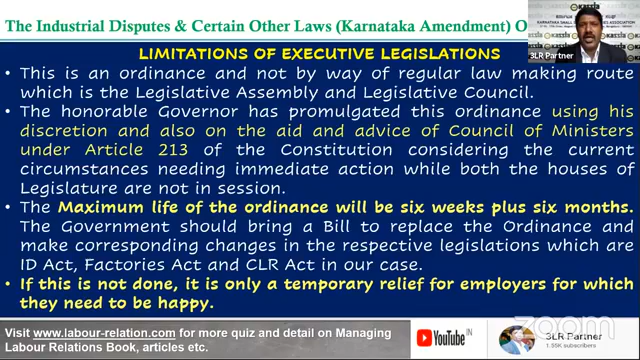 The Industrial Disputes & Certain Other Laws (Karnataka Amendment) O
LIMITATIONS OF EXECUTIVE LEGISLATIONS
• This is an ordinance and not by way of regular law making route
which is the Legislative Assembly and Legislative Council.
• The honorable Governor has promulgated this ordinance using his
discretion and also on the aid and advice of Council of Ministers
under Article 213 of the Constitution considering the current
circumstances needing immediate action while both the houses of
Legislature are not in session.
• The Maximum life of the ordinance will be six weeks plus six months.
The Government should bring a Bill to replace the Ordinance and
make corresponding changes in the respective legislations which are
ID Act, Factories Act and CLR Act in our case.
• If this is not done, it is only a temporary relief for employers for which
they need to be happy.
kassia
3LR Partner
Visit www.labour-relation.com for more quiz and detail on Managing
Labour Relations Book, articles etc.
YouTube IN
3LR Partner
1.55K subscribers
zoom